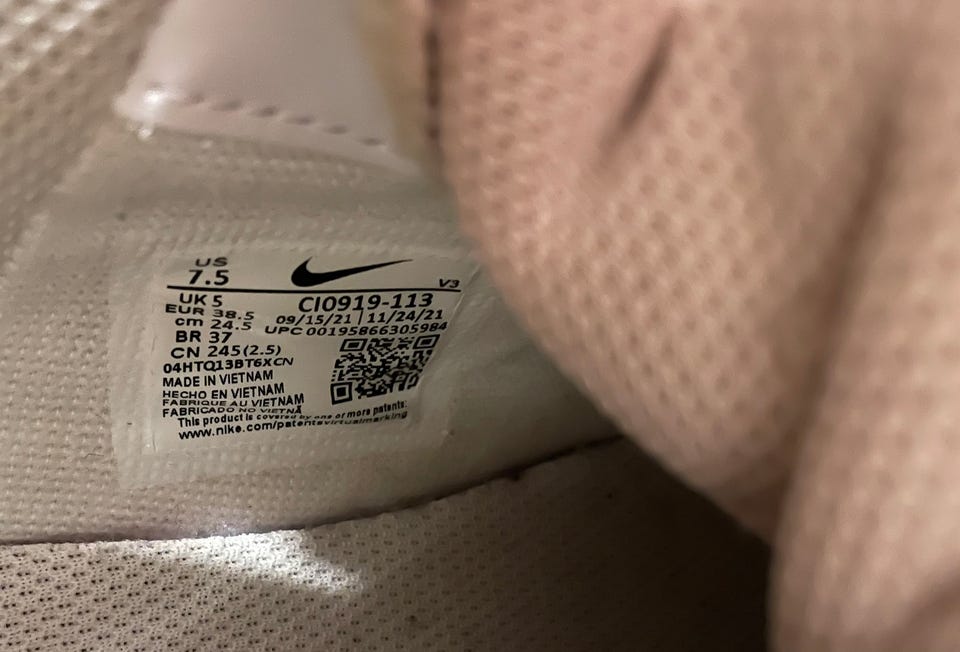 US
7.5
V3
UK 5
EUR 38.5
cm 24.5
BR 37
CN 245(2.5)
CI0919-113
09/15/21 | 11/24/21
UPC 00195866305984
04HTQ13BT6XCN
MADE IN VIETNAM
HECHO EN VIETNAM
FABRIQUE AU VIETNAM
FABRICADO NO VIETNÃ
This product is covered by one or more patents:
www.nike.com/patentsvirtualmarking